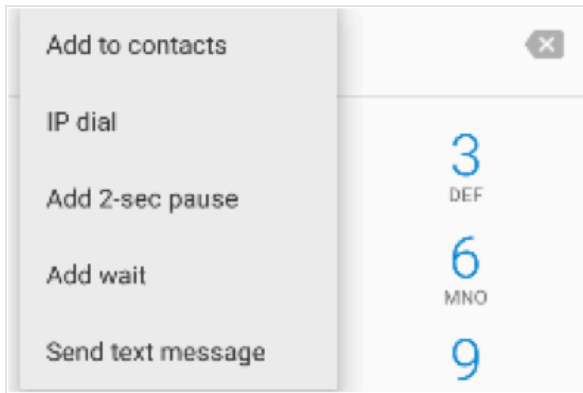 Add to contacts
IP dial
3
DEF
Add 2-sec pause
6
Add wait
MNO
Send text message
9